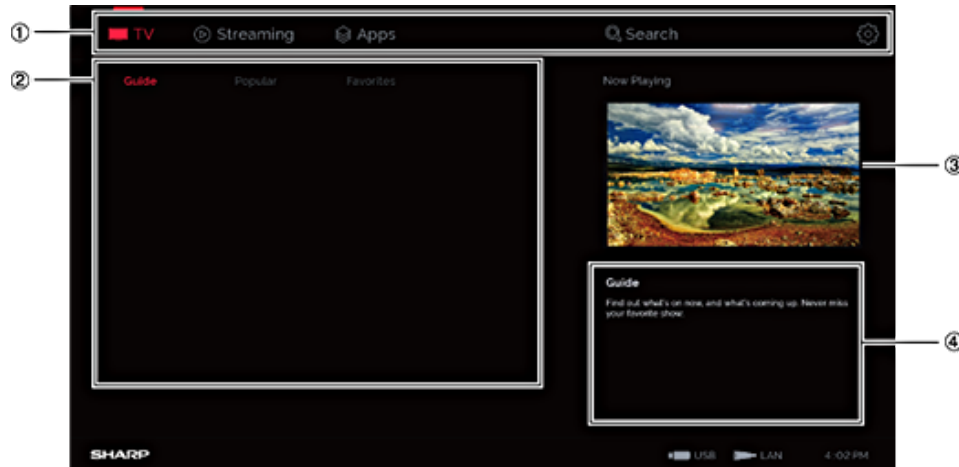 ①
TV Streaming Apps Search
②
Guide Popular Favorites
Now Playing
③
Guide
Find out what's on now, and what's coming up. Never miss
your favorite show.
④
SHARP USB LAN 4:02 PM